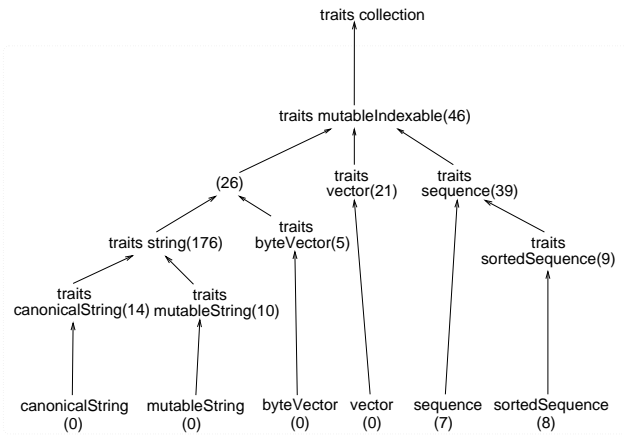 traits collection
traits mutableIndexable(46)
(26)
traits
vector(21)
traits
sequence(39)
traits string(176)
traits
byteVector(5)
traits
sortedSequence(9)
traits
canonicalString(14)
traits
mutableString(10)
canonicalString
(0)
mutableString
(0)
byteVector
(0)
vector
(0)
sequence
(7)
sortedSequence
(8)